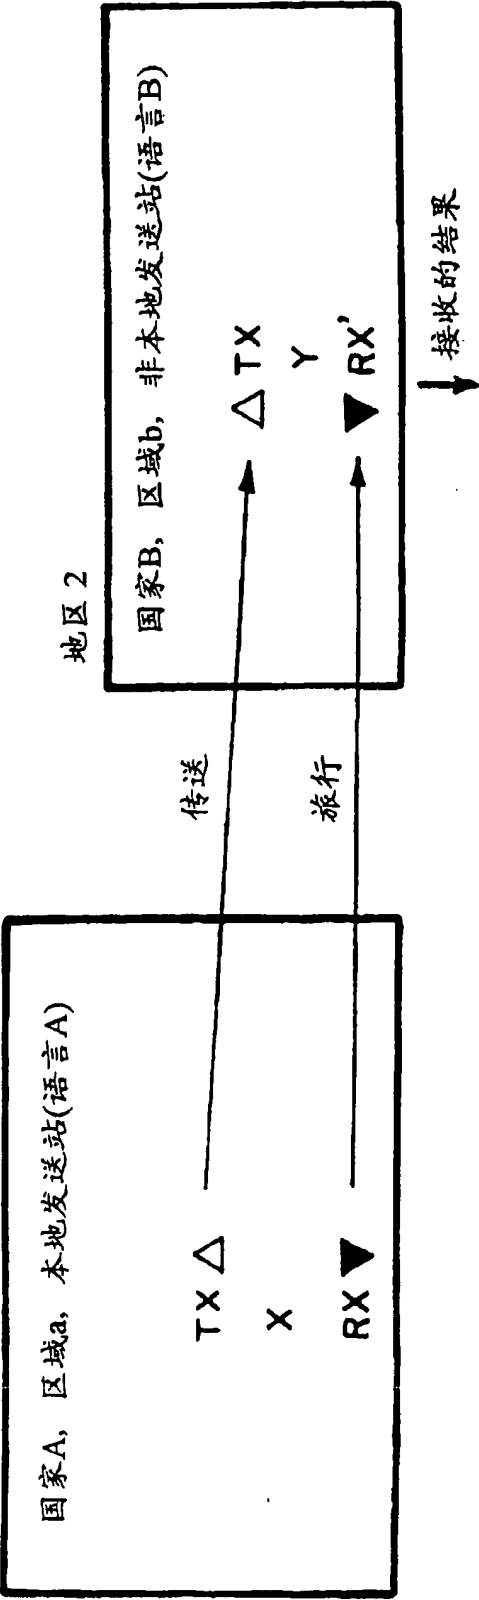 国家A, 区域a, 本地发送站(语言A)
TX
X
RX
传送
旅行
地区 2
国家B, 区域b, 非本地发送站(语言B)
TX
Y
RX'
接收的结果